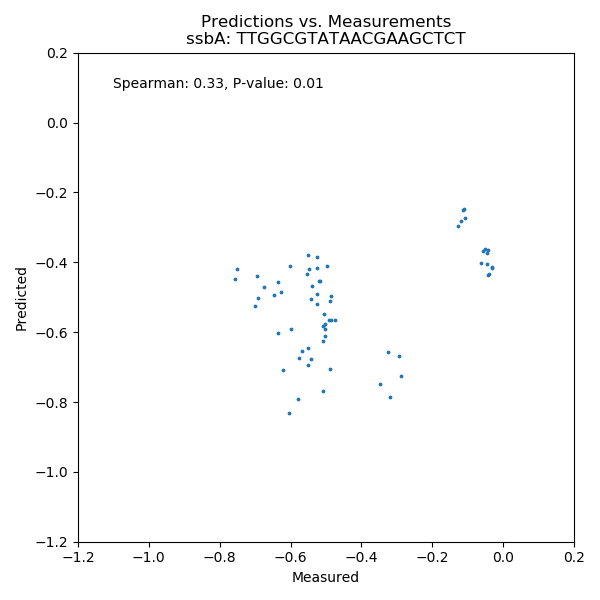 Predictions vs. Measurements
ssbA: TTGGCGTATAACGAAGCTCT
Spearman: 0.33, P-value: 0.01
0.2
0.0
−0.2
−0.4
−0.6
−0.8
−1.0
−1.2
Predicted
−1.2 −1.0 −0.8 −0.6 −0.4 −0.2 0.0 0.2
Measured